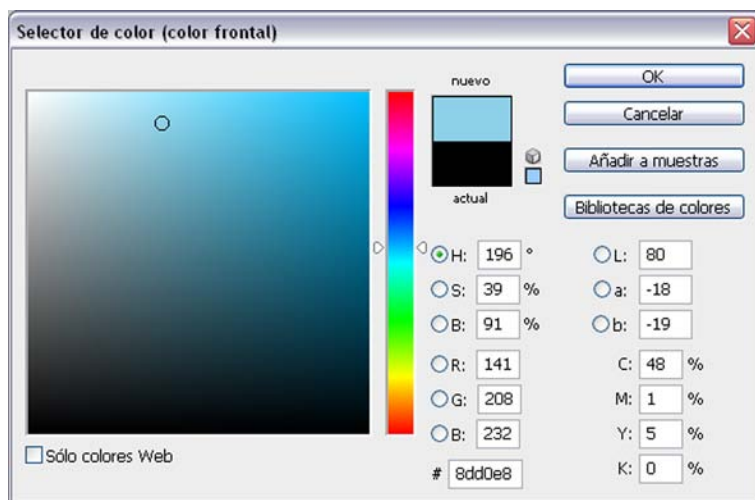 Selector de color (color frontal)
nuevo
actual
OK
Cancelar
Añadir a muestras
Bibliotecas de colores
H: 196 °
S: 39 %
B: 91 %
R: 141
G: 208
B: 232
# 8dd0e8
L: 80
a: -18
b: -19
C: 48 %
M: 1 %
Y: 5 %
K: 0 %
Sólo colores Web